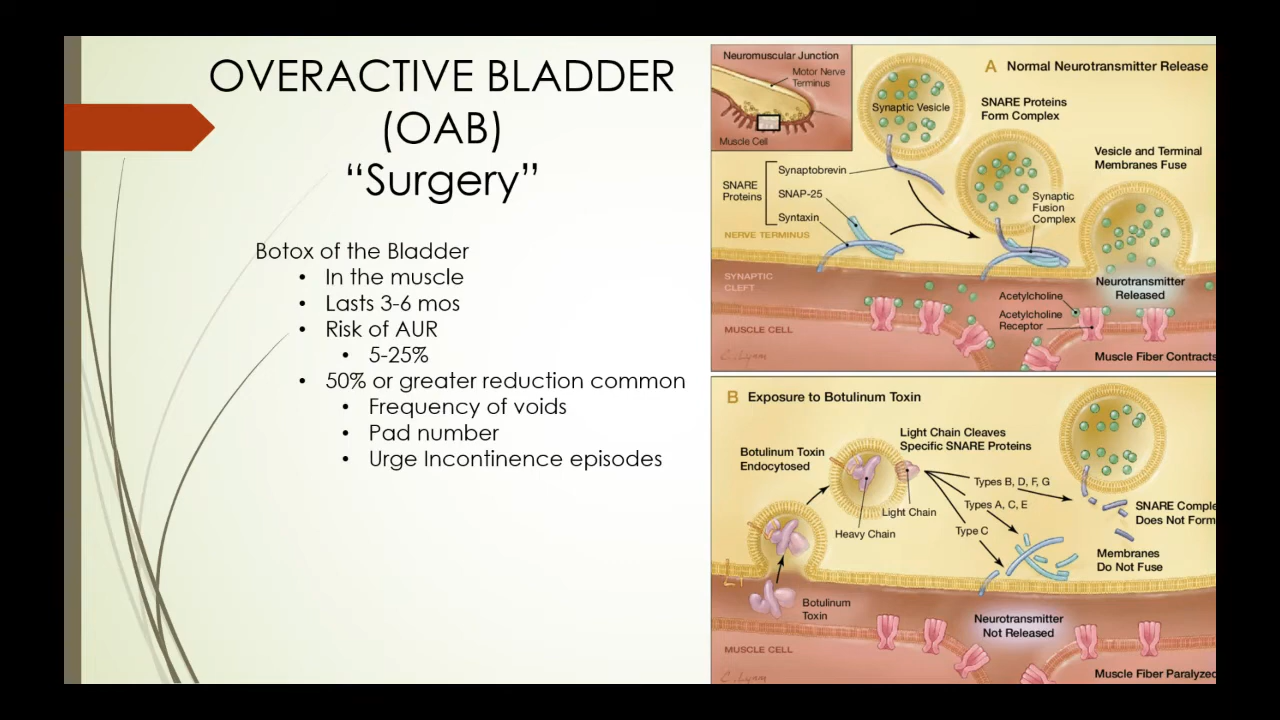 OVERACTIVE BLADDER
(OAB)
“Surgery”
Botox of the Bladder
• In the muscle
• Lasts 3-6 mos
• Risk of AUR
• 5-25%
• 50% or greater reduction common
• Frequency of voids
• Pad number
• Urge Incontinence episodes
Neuromuscular Junction
Motor Nerve
Terminus
Muscle Cell
A Normal Neurotransmitter Release
Synaptic Vesicle
SNARE Proteins
Form Complex
Vesicle and Terminal
Membranes Fuse
SNARE
Proteins
Synaptobrevin
SNAP-25
Syntaxin
Synaptic
Fusion
Complex
NERVE TERMINUS
SYNAPTIC
CLEFT
MUSCLE CELL
Neurotransmitter
Released
Acetylcholine
Acetylcholine
Receptor
Muscle Fiber Contracts
C. Lynm
B Exposure to Botulinum Toxin
Botulinum Toxin
Endocytosed
Light Chain Cleaves
Specific SNARE Proteins
Types B, D, F, G
Types A, C, E
Type C
Light Chain
Heavy Chain
SNARE Comple
Does Not Form
Membranes
Do Not Fuse
Botulinum
Toxin
Neurotransmitter
Not Released
MUSCLE CELL
Muscle Fiber Paralyzed
C. Lynm